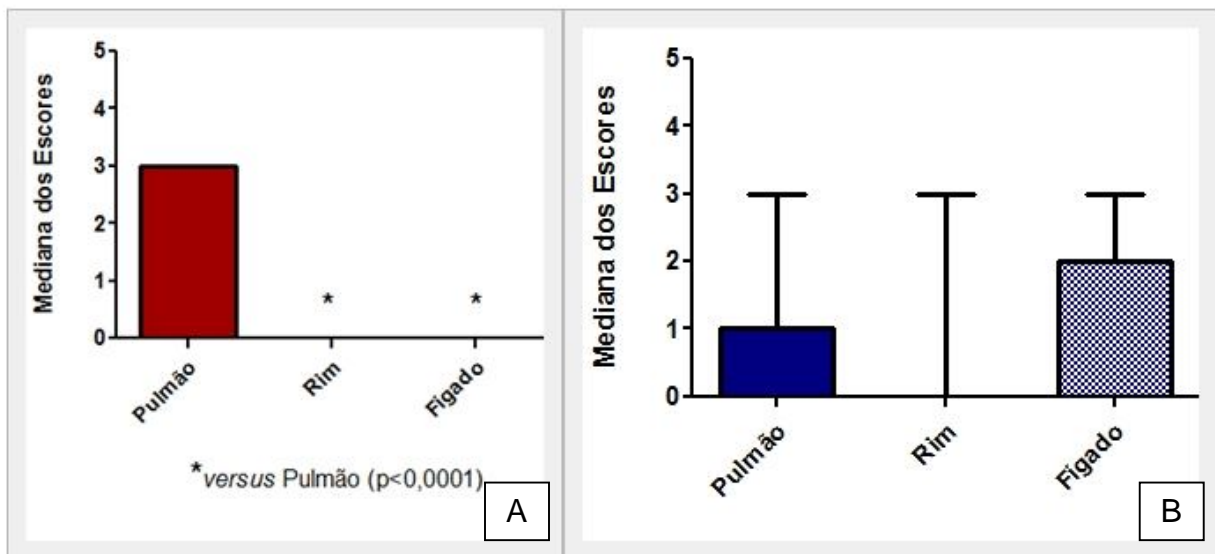 Mediana dos Escores
5
4
3
2
1
0
Pulmão
Rim
Fígado
*
*
*versus Pulmão (p<0,0001)
A
Mediana dos Escores
5
4
3
2
1
0
Pulmão
Rim
Fígado
B